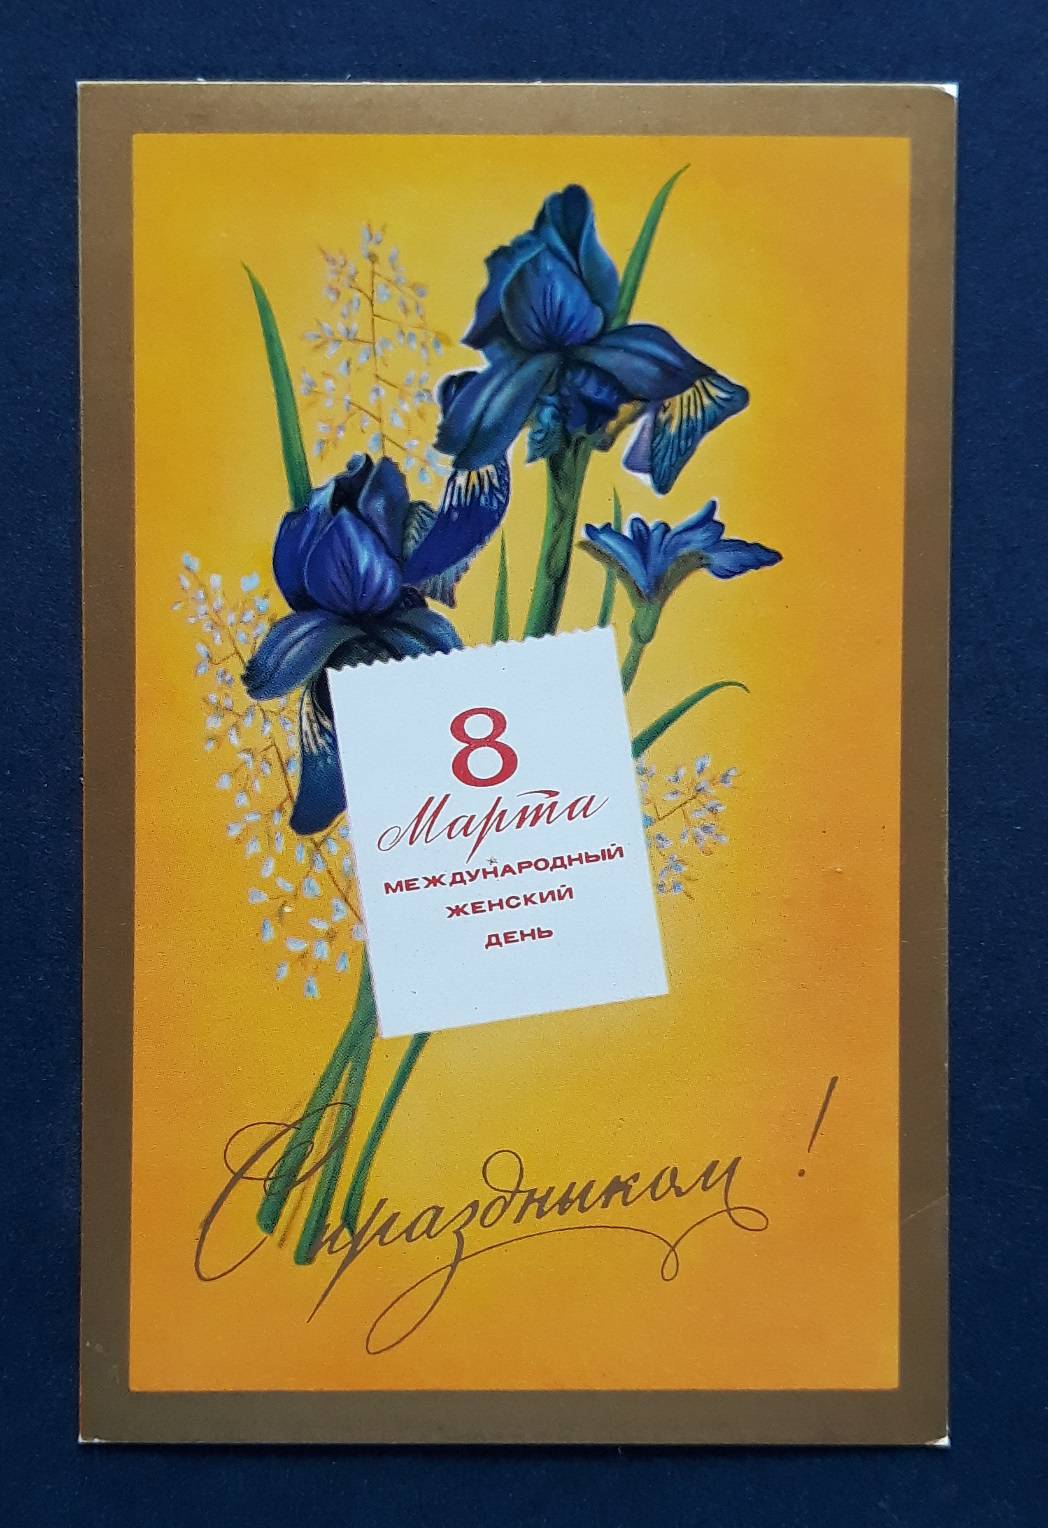 8
Марта
МЕЖДУНАРОДНЫЙ
ЖЕНСКИЙ
ДЕНЬ
С праздником!